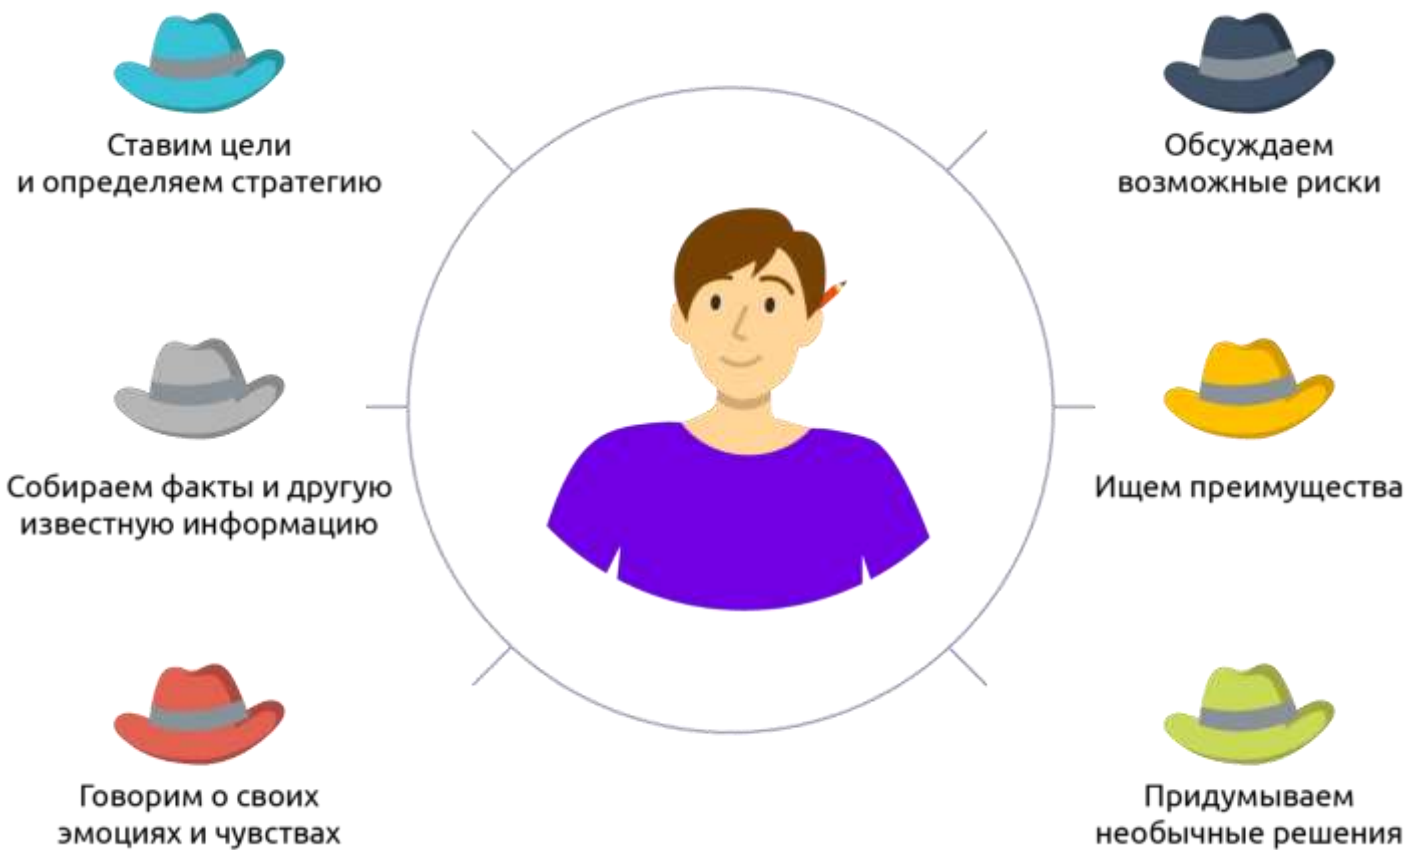 Ставим цели
и определяем стратегию
Обсуждаем
возможные риски
Собираем факты и другую
известную информацию
Ищем преимущества
Говорим о своих
эмоциях и чувствах
Придумываем
необычные решения